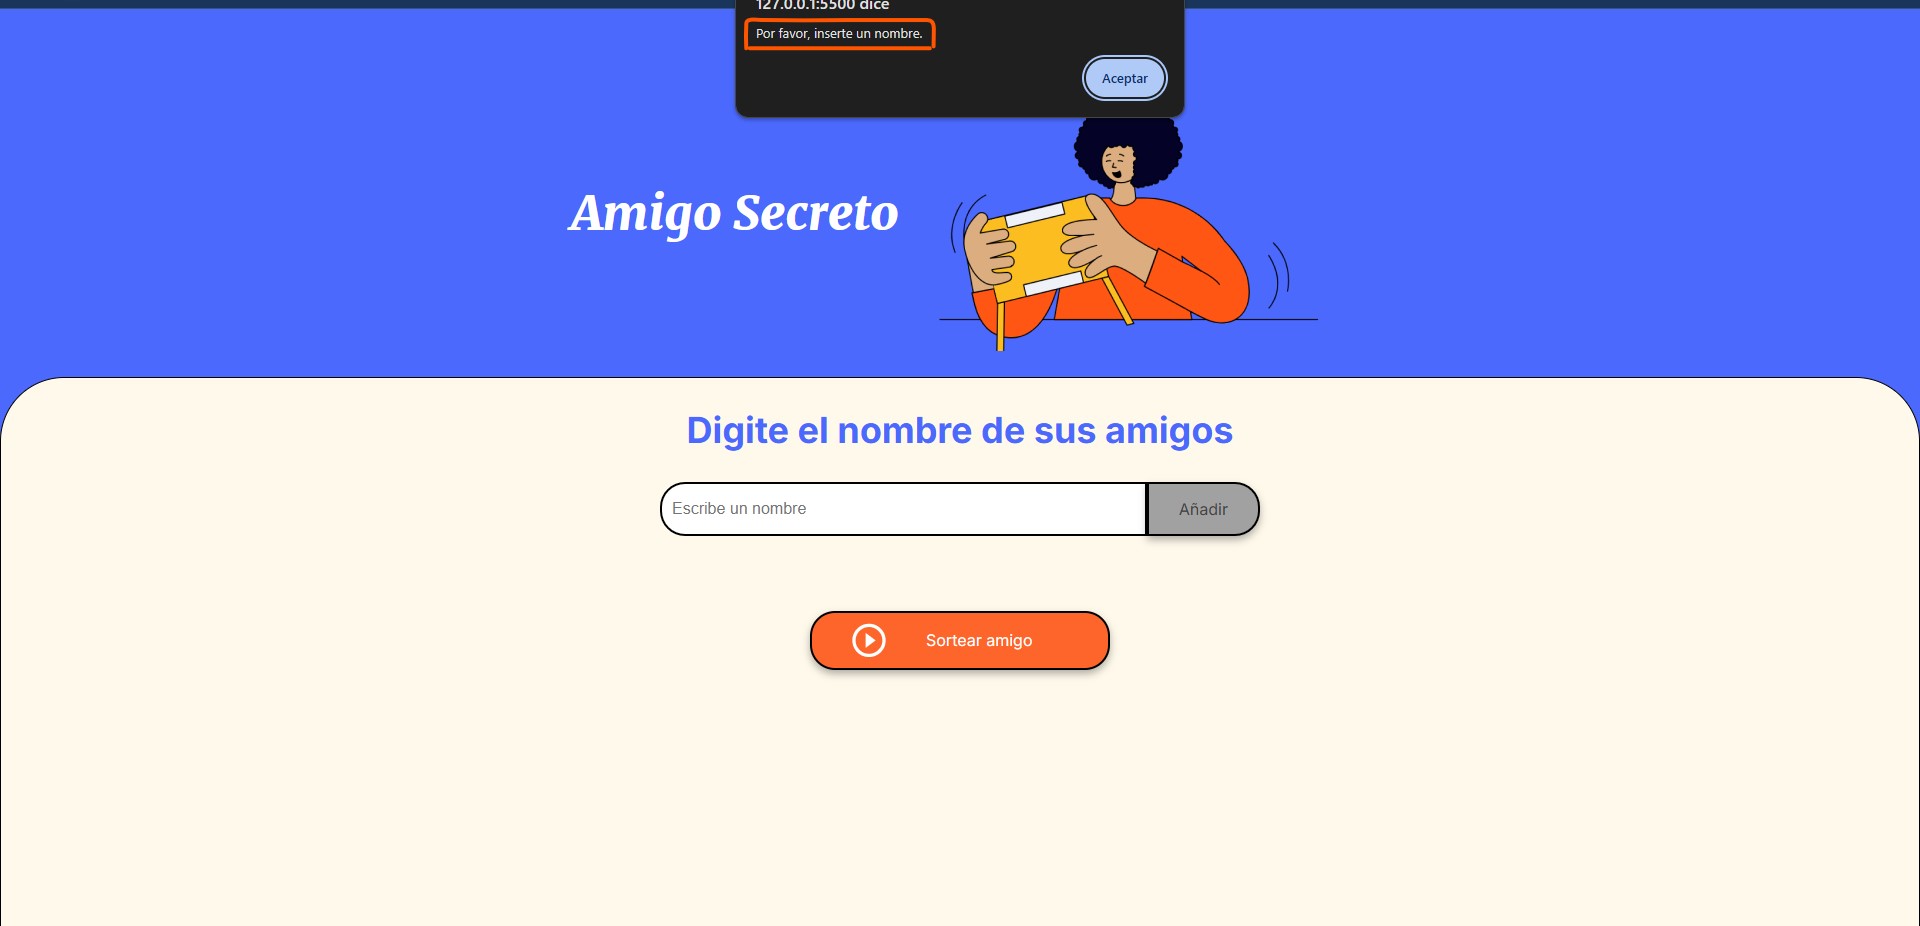 127.0.0.1:5500 dice
Por favor, inserte un nombre.
Aceptar
Amigo Secreto
Digite el nombre de sus amigos
Escribe un nombre
Añadir
Sortear amigo